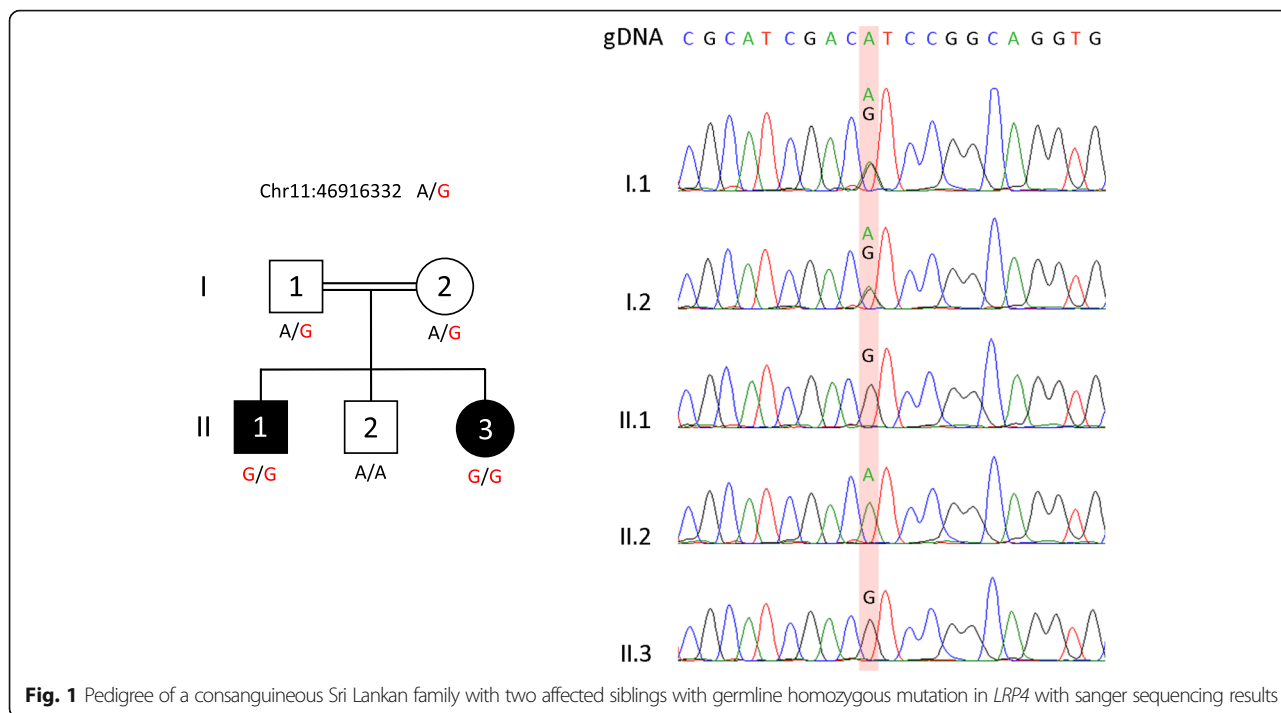 gDNA C G C A T C G A C A T C C G G C A G G T G
Chr11:46916332 A/G
I
1
2
A/G
A/G
II
1
2
3
G/G
A/A
G/G
A
G
I.1
A
G
I.2
G
II.1
A
II.2
G
II.3
Fig. 1 Pedigree of a consanguineous Sri Lankan family with two affected siblings with germline homozygous mutation in LRP4 with sanger sequencing results